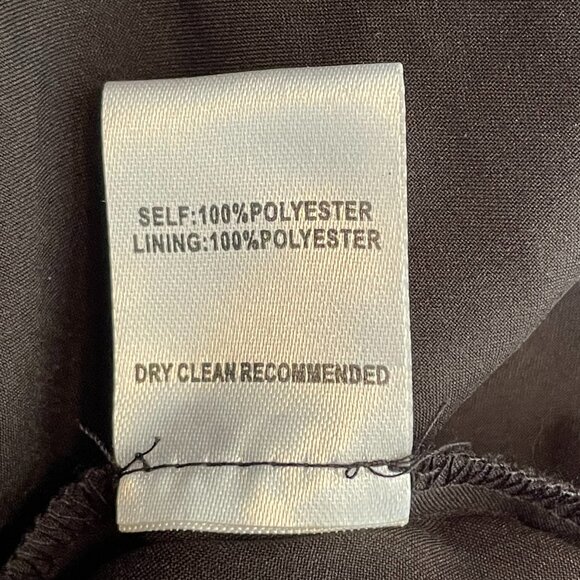 SELF:100%POLYESTER
LINING:100%POLYESTER
DRY CLEAN RECOMMENDED